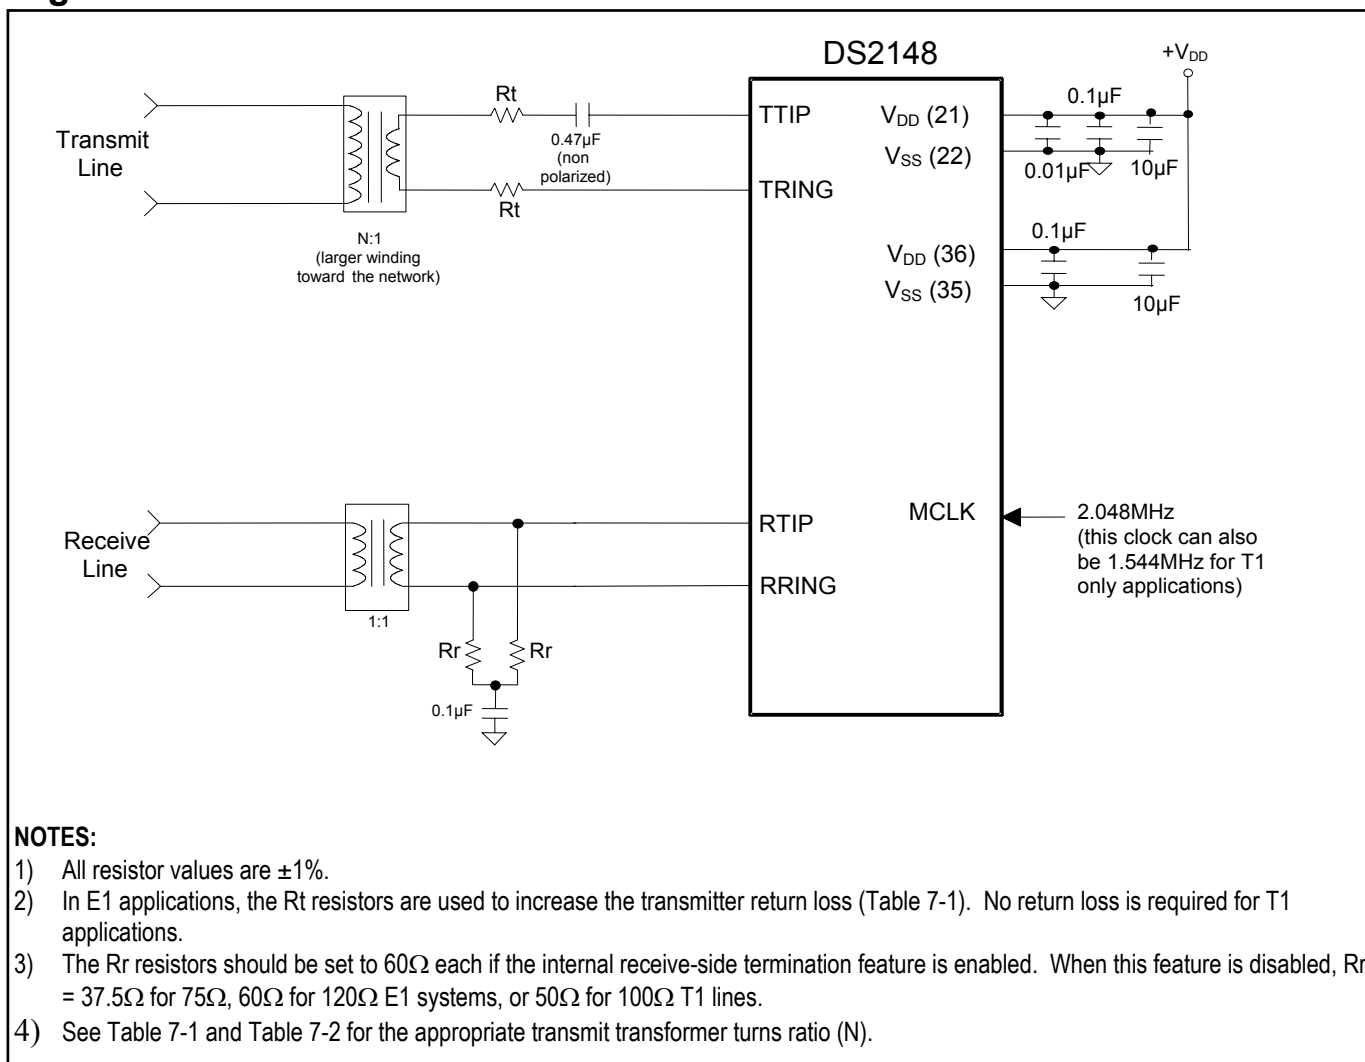 DS2148
+VDD
Transmit
Line
Rt
0.47µF
(non
polarized)
Rt
N:1
(larger winding
toward the network)
TTIP
TRING
VDD (21)
VSS (22)
0.1µF
0.01µF
10µF
VDD (36)
VSS (35)
0.1µF
10µF
Receive
Line
1:1
RTIP
RRING
MCLK
2.048MHz
(this clock can also
be 1.544MHz for T1
only applications)
Rr
Rr
0.1µF
NOTES:
1) All resistor values are ±1%.
2) In E1 applications, the Rt resistors are used to increase the transmitter return loss (Table 7-1). No return loss is required for T1
applications.
3) The Rr resistors should be set to 60Ω each if the internal receive-side termination feature is enabled. When this feature is disabled, Rr
= 37.5Ω for 75Ω, 60Ω for 120Ω E1 systems, or 50Ω for 100Ω T1 lines.
4) See Table 7-1 and Table 7-2 for the appropriate transmit transformer turns ratio (N).